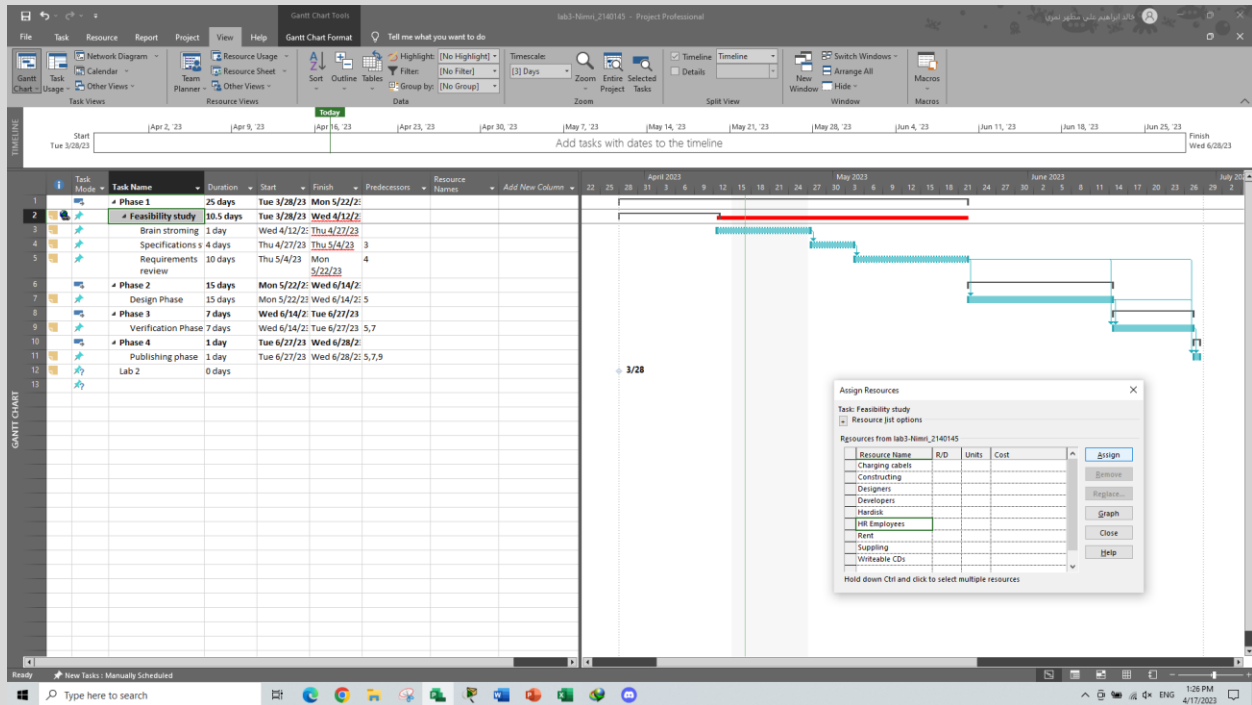 Gantt Chart Tools
lab3-Nimri_2140145 - Project Professional
خالد ابراهيم علي مطهر نمري
File Task Resource Report Project View Help Gantt Chart Format Tell me what you want to do
Network Diagram Resource Usage Highlight: [No Highlight] Timescale: Timeline Timeline Switch Windows
Calendar Resource Sheet Filter: [No Filter] [3] Days Details Arrange All
Gantt Chart Task Usage Other Views Team Planner Other Views Sort Outline Tables Group by: [No Group] Zoom Entire Project Selected Tasks New Window Hide Macros
Task Views Resource Views Data Zoom Split View Window Macros
Today
TIMELINE
Apr 2, '23 Apr 9, '23 Apr 16, '23 Apr 23, '23 Apr 30, '23 May 7, '23 May 14, '23 May 21, '23 May 28, '23 Jun 4, '23 Jun 11, '23 Jun 18, '23 Jun 25, '23
Start
Tue 3/28/23
Add tasks with dates to the timeline
Finish
Wed 6/28/23
Task Mode Task Name Duration Start Finish Predecessors Resource Names Add New Column
April 2023 May 2023 June 2023 July 20
22 25 28 31 3 6 9 12 15 18 21 24 27 30 3 6 9 12 15 18 21 24 27 30 2 5 8 11 14 17 20 23 26 29 2
1 Phase 1 25 days Tue 3/28/23 Mon 5/22/23
2 Feasibility study 10.5 days Tue 3/28/23 Wed 4/12/23
3 Brain stroming 1 day Wed 4/12/23 Thu 4/27/23
4 Specifications s 4 days Thu 4/27/23 Thu 5/4/23 3
5 Requirements review 10 days Thu 5/4/23 Mon 5/22/23 4
6 Phase 2 15 days Mon 5/22/23 Wed 6/14/23
7 Design Phase 15 days Mon 5/22/23 Wed 6/14/23 5
8 Phase 3 7 days Wed 6/14/23 Tue 6/27/23
9 Verification Phase 7 days Wed 6/14/23 Tue 6/27/23 5,7
10 Phase 4 1 day Tue 6/27/23 Wed 6/28/23
11 Publishing phase 1 day Tue 6/27/23 Wed 6/28/23 5,7,9
12 Lab 2 0 days
13
3/28
GANTT CHART
Assign Resources
Task: Feasibility study
Resource list options
Resources from lab3-Nimri_2140145
Resource Name R/D Units Cost
Charging cabels
Constructing
Designers
Developers
Hardisk
HR Employees
Rent
Suppling
Writeable CDs
Assign
Remove
Replace...
Graph
Close
Help
Hold down Ctrl and click to select multiple resources
Ready New Tasks : Manually Scheduled
Type here to search
ENG
1:26 PM
4/17/2023